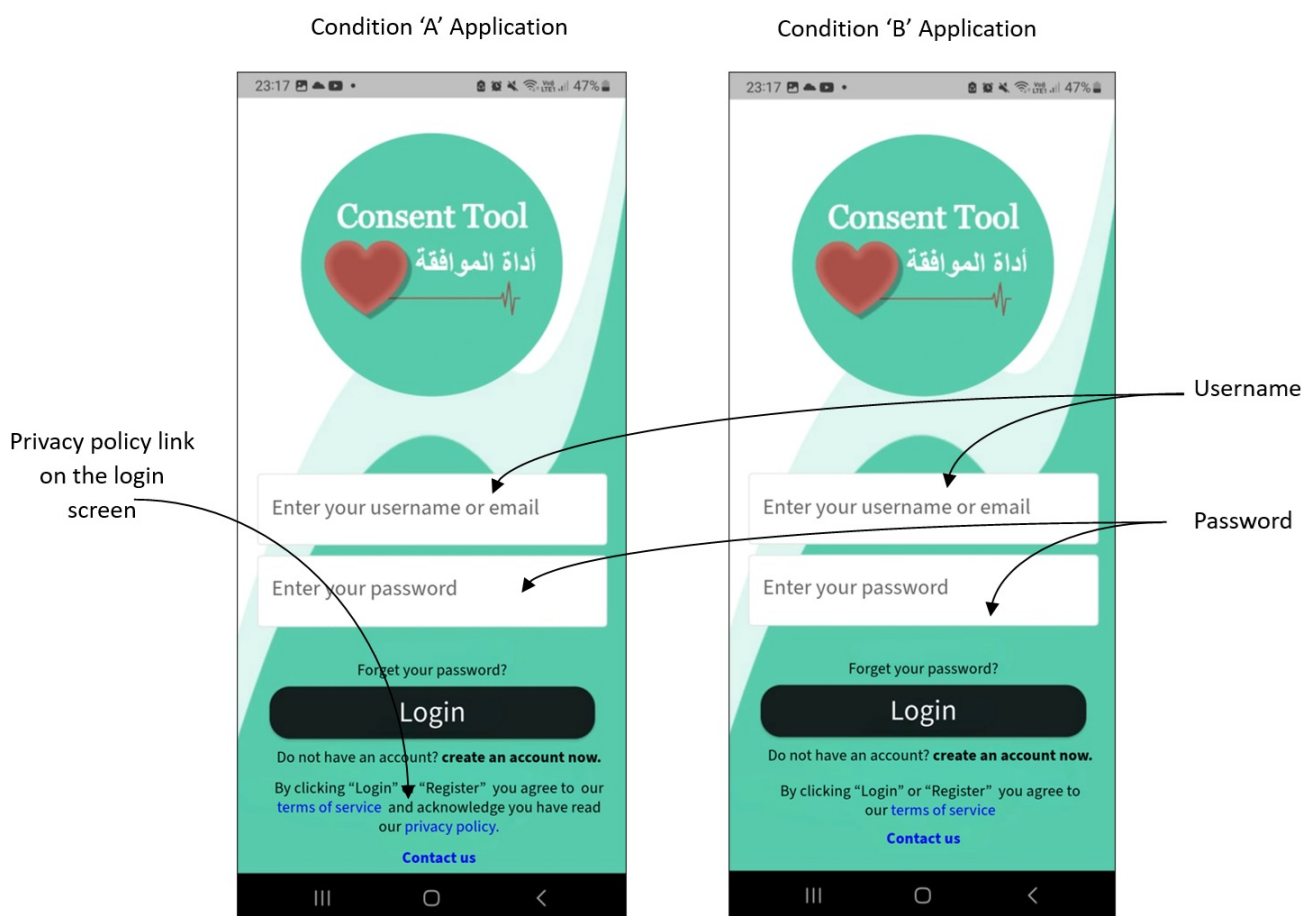 Condition ‘A’ Application
Condition ‘B’ Application
23:17
47%
Consent Tool
أداة الموافقة
Enter your username or email
Enter your password
Forget your password?
Login
Do not have an account? create an account now.
By clicking “Login” “Register” you agree to our
terms of service and acknowledge you have read
our privacy policy.
Contact us
23:17
47%
Consent Tool
أداة الموافقة
Enter your username or email
Enter your password
Forget your password?
Login
Do not have an account? create an account now.
By clicking “Login” or “Register” you agree to
our terms of service
Contact us
Privacy policy link
on the login
screen
Username
Password